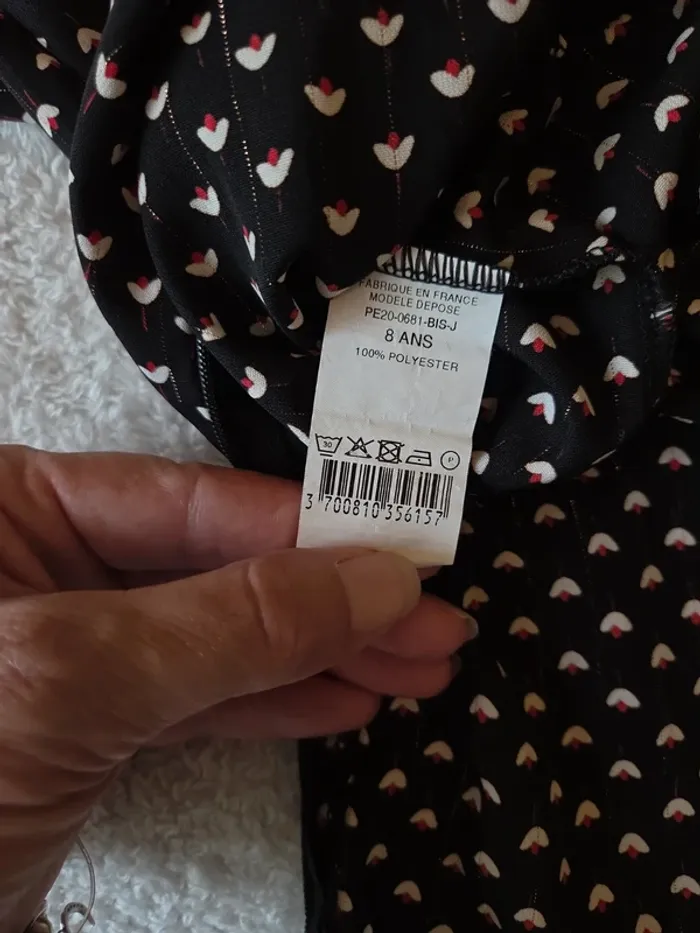 FABRIQUE EN FRANCE
MODELE DEPOSE
PE20-0681-BIS-J
8 ANS
100% POLYESTER
30 P
3 700810 356157